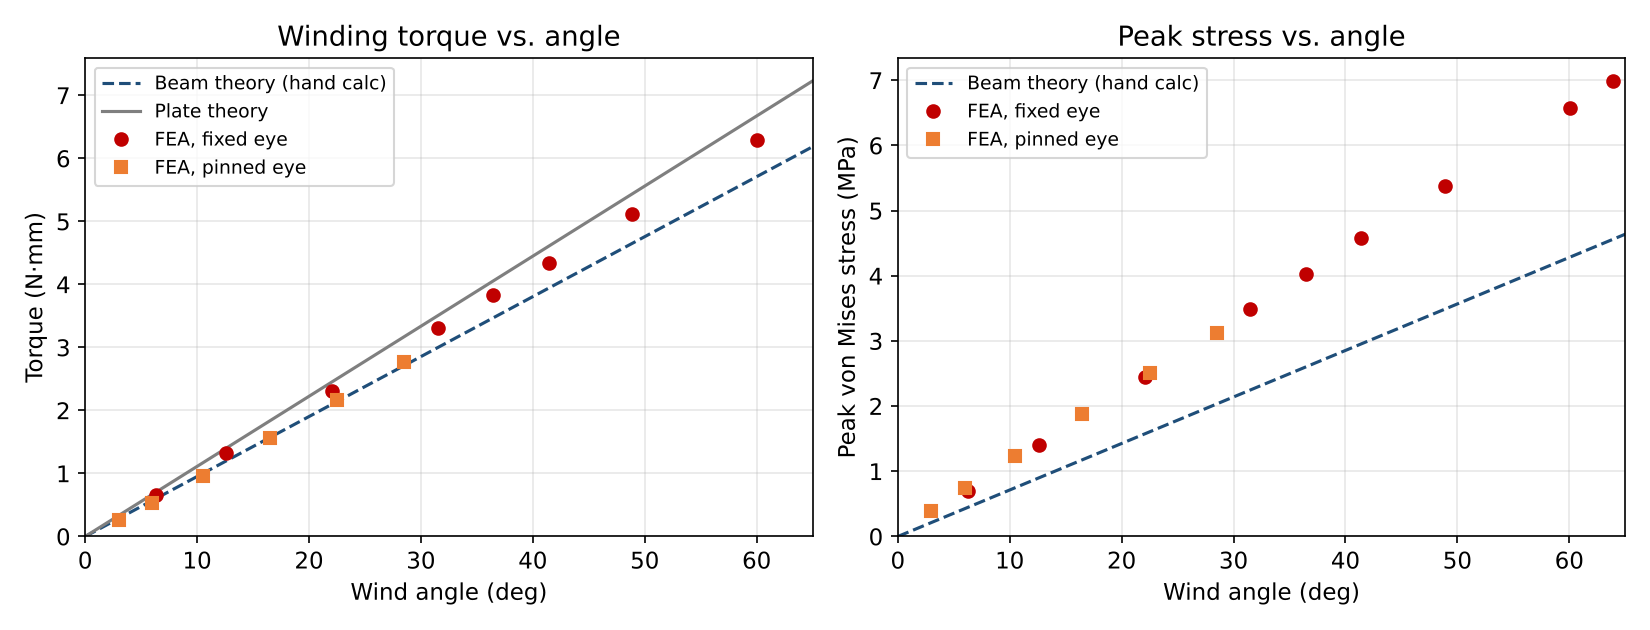 Winding torque vs. angle
Beam theory (hand calc)
Plate theory
FEA, fixed eye
FEA, pinned eye
Torque (N·mm)
7
6
5
4
3
2
1
0
0 10 20 30 40 50 60
Wind angle (deg)
Peak stress vs. angle
Beam theory (hand calc)
FEA, fixed eye
FEA, pinned eye
Peak von Mises stress (MPa)
7
6
5
4
3
2
1
0
0 10 20 30 40 50 60
Wind angle (deg)